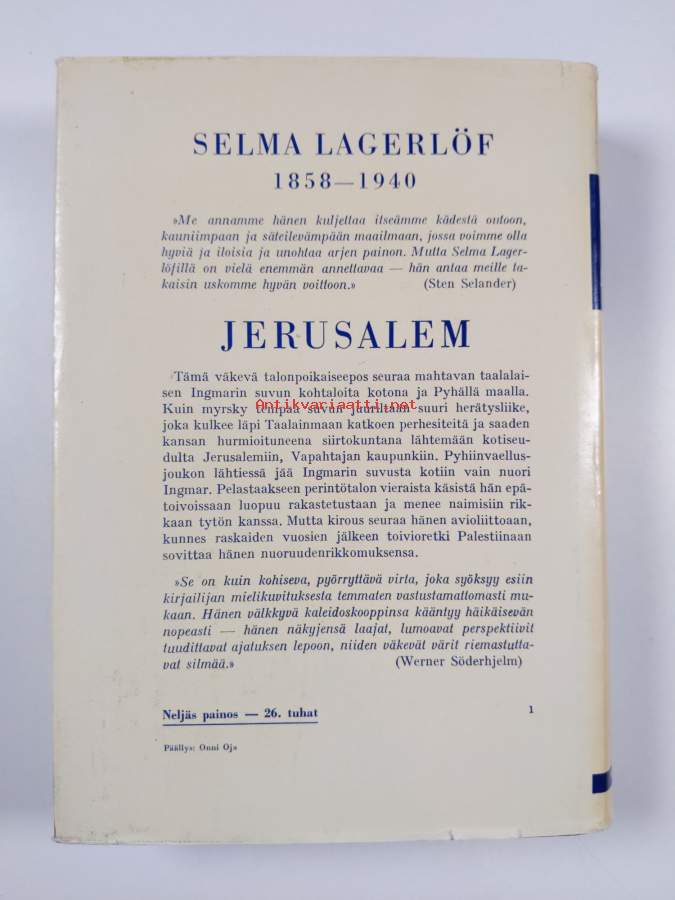 SELMA LAGERLÖF
1858—1940
»Me annamme hänen kuljettaa itseämme kädestä outoon,
kauniimpaan ja säteilevämpään maailmaan, jossa voimme olla
hyviä ja iloisia ja unohtaa arjen painon. Mutta Selma Lager-
löfillä on vielä enemmän annettavaa — hän antaa meille ta-
kaisin uskomme hyvän voittoon.» (Sten Selander)
JERUSALEM
Tämä väkevä talonpoikaiseepos seuraa mahtavan taalalai-
sen Ingmarin suvun kohtaloita kotona ja Pyhällä maalla.
Kuin myrsky tempaa suvun juuriltaan suuri herätysliike,
Antikvariaatti.net
joka kulkee läpi Taalainmaan katkoen perhesiteitä ja saaden
kansan hurmioituneena siirtokuntana lähtemään kotiseu-
dulta Jerusalemiin, Vapahtajan kaupunkiin. Pyhiinvaellus-
joukon lähtiessä jää Ingmarin suvusta kotiin vain nuori
Ingmar. Pelastaakseen perintötalon vieraista käsistä hän epä-
toivoissaan luopuu rakastetustaan ja menee naimisiin rik-
kaan tytön kanssa. Mutta kirous seuraa hänen avioliittoaan,
kunnes raskaiden vuosien jälkeen toivioretki Palestiinaan
sovittaa hänen nuoruudenrikkomuksensa.
»Se on kuin kohiseva, pyörryttävä virta, joka syöksyy esiin
kirjailijan mielikuvituksesta temmaten vastustamattomasti mu-
kaan. Hänen välkkyvä kaleidoskooppinsa kääntyy häikäisevän
nopeasti — hänen näkyjensä laajat, lumoavat perspektiivit
tuudittavat ajatuksen lepoon, niiden väkevät värit riemastutta-
vat silmää.» (Werner Söderhjelm)
Neljäs painos — 26. tuhat 1
Päällys: Onni Oja